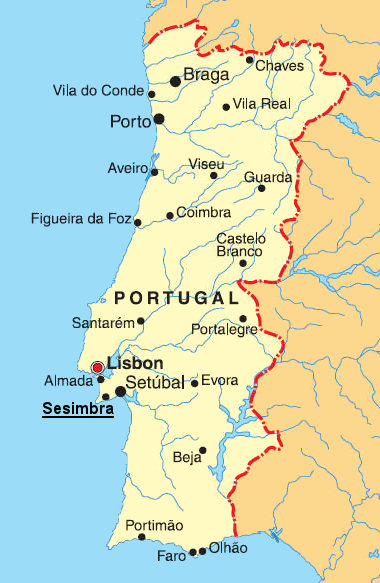 Chaves
Braga
Vila do Conde
Vila Real
Porto
Aveiro
Viseu
Guarda
Figueira da Foz
Coimbra
Castelo
Branco
PORTUGAL
Santarém
Portalegre
Lisbon
Almada
Setúbal
Evora
Sesimbra
Beja
Portimão
Faro
Olhão